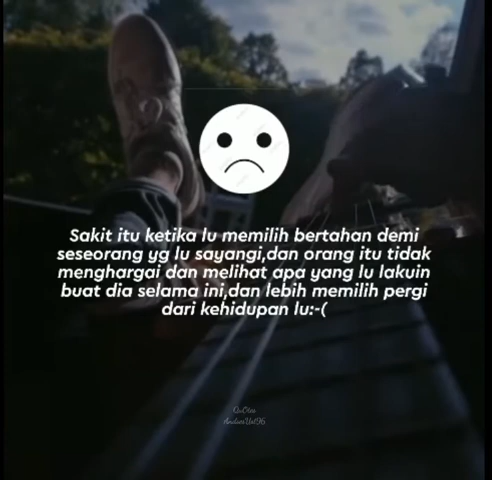 Sakit itu ketika lu memilih bertahan demi
seseorang yg lu sayangi,dan orang itu tidak
menghargai dan melihat apa yang lu lakuin
buat dia selama ini,dan lebih memilih pergi
dari kehidupan lu:-(
QuOtes